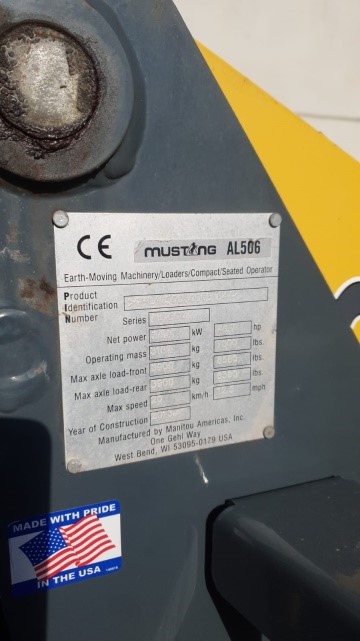 CE MUSTANG AL506
Earth-Moving Machinery/Loaders/Compact/Seated Operator
Product
Identification
Number
PIN
Series
Net power kW hp
Operating mass kg lbs.
Max axle load-front kg lbs.
Max axle load-rear kg lbs.
Max speed km/h mph
Year of Construction
Manufactured by Manitou Americas, Inc.
One Gehl Way
West Bend, WI 53095-0179 USA
MADE WITH PRIDE
IN THE USA